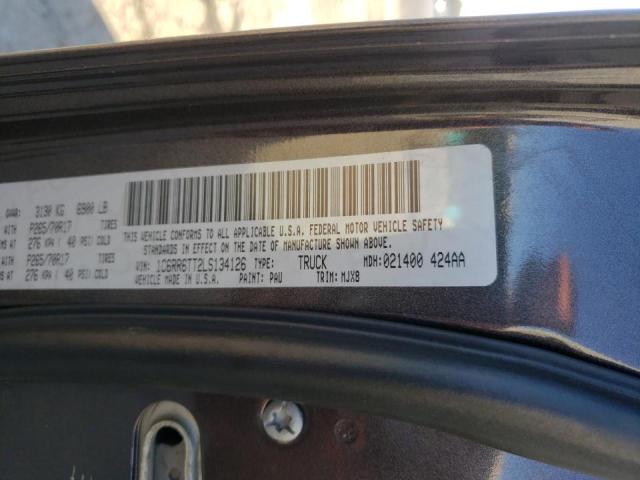 GVWR: 3130 KG 6900 LB
WITH P265/70R17 TIRES
AT 276 KPA ( 40 PSI) COLD
WITH P265/70R17 TIRES
AT 276 KPA ( 40 PSI) COLD
THIS VEHICLE CONFORMS TO ALL APPLICABLE U.S.A. FEDERAL MOTOR VEHICLE SAFETY
STANDARDS IN EFFECT ON THE DATE OF MANUFACTURE SHOWN ABOVE.
VIN: 1C6RR6TT2LS134126 TYPE: TRUCK MDH: 021400 424AA
VEHICLE MADE IN U.S.A. PAINT: PAU TRIM: MJX8